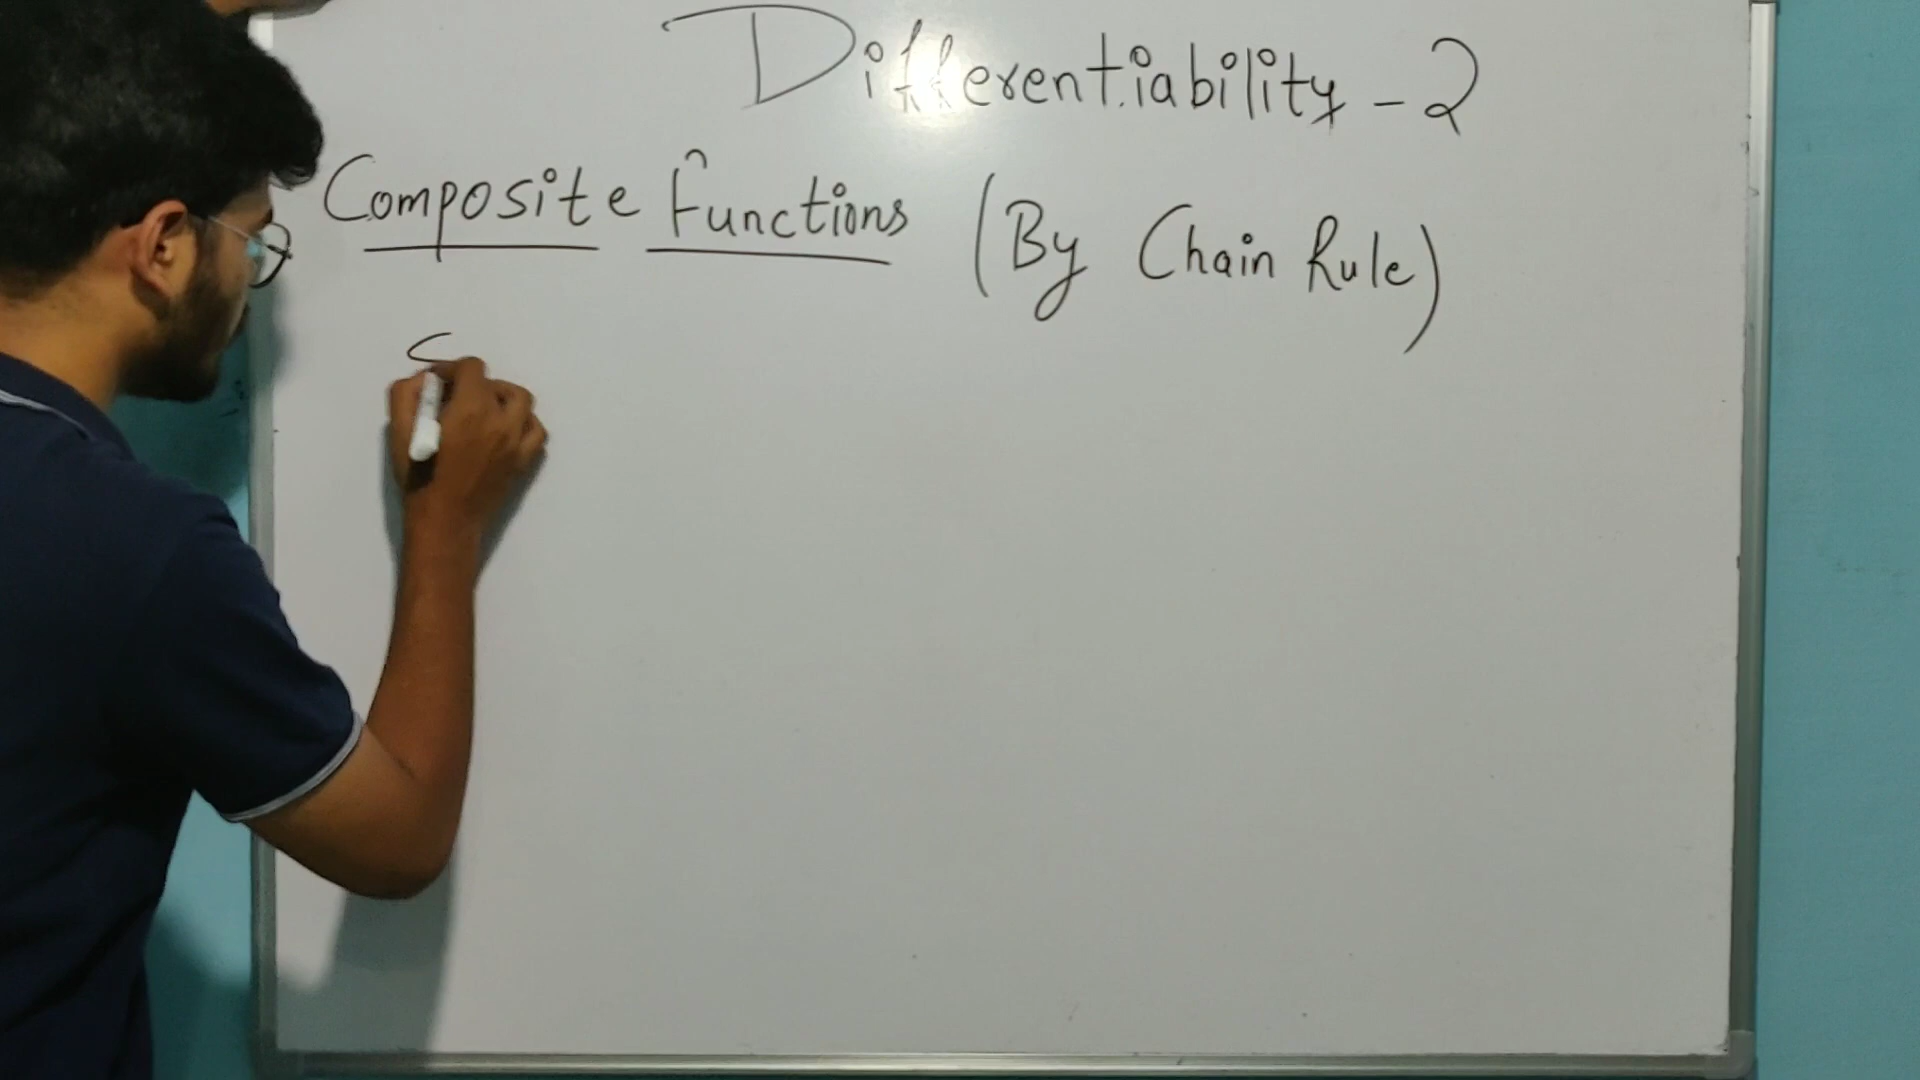 Differentiability - 2
Composite Functions (By Chain Rule)